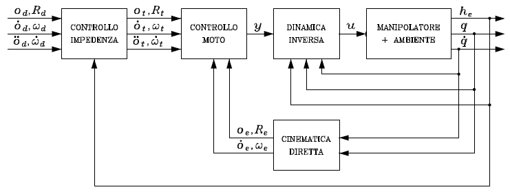 o_d, R_d
ȯ_d, ω_d
ö_d, ω̇_d
CONTROLLO
IMPEDENZA
o_t, R_t
ȯ_t, ω_t
ö_t, ω̇_t
CONTROLLO
MOTO
y
DINAMICA
INVERSA
u
MANIPOLATORE
+ AMBIENTE
h_e
q
q̇
o_e, R_e
ȯ_e, ω_e
CINEMATICA
DIRETTA